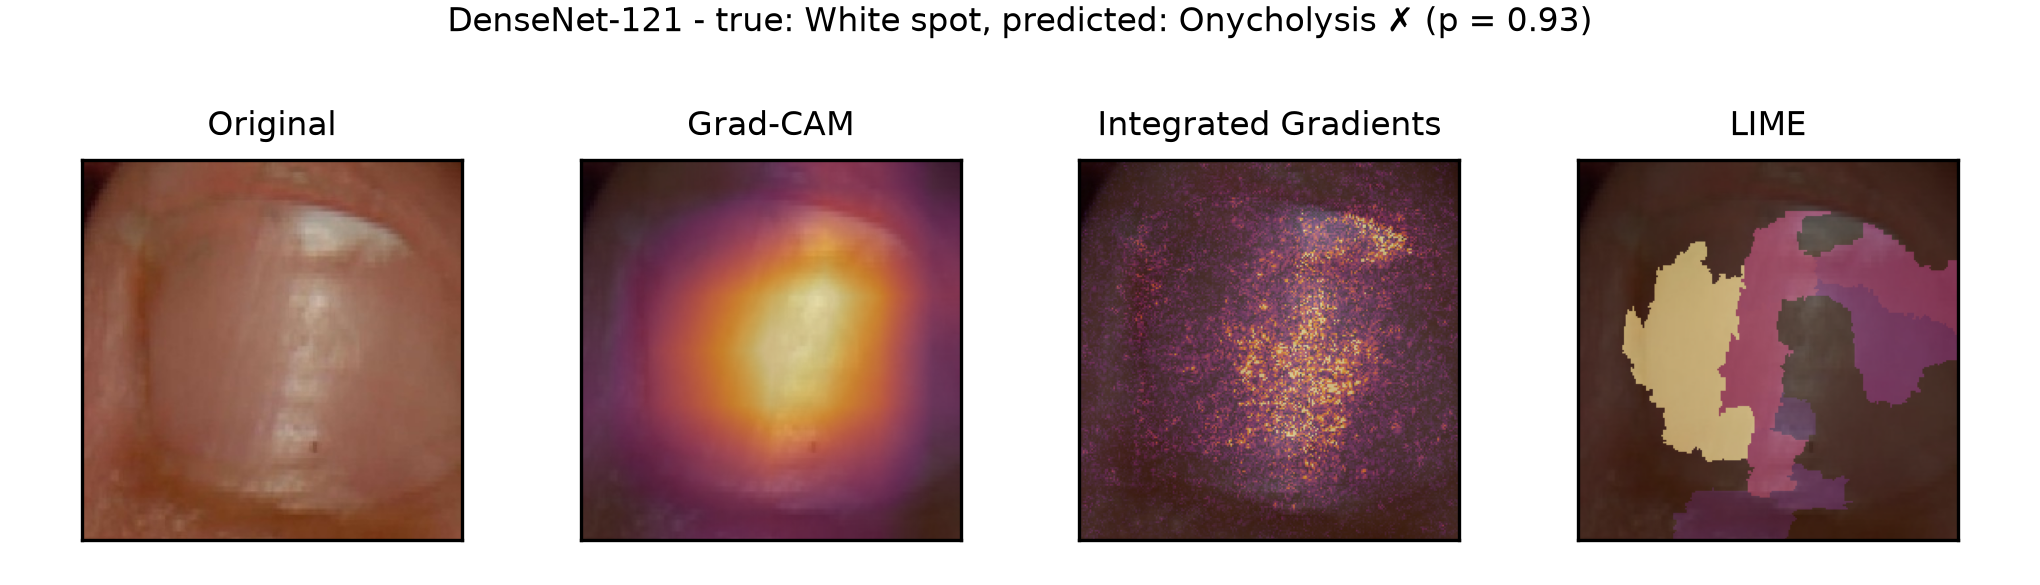 DenseNet-121 - true: White spot, predicted: Onycholysis ✗ (p = 0.93)
Original
Grad-CAM
Integrated Gradients
LIME